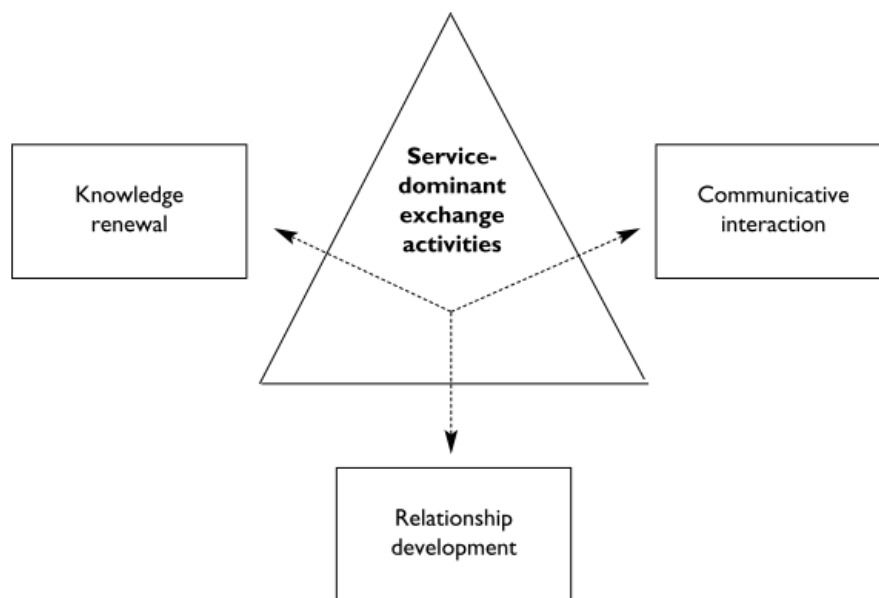 Service-
dominant
exchange
activities
Knowledge
renewal
Communicative
interaction
Relationship
development